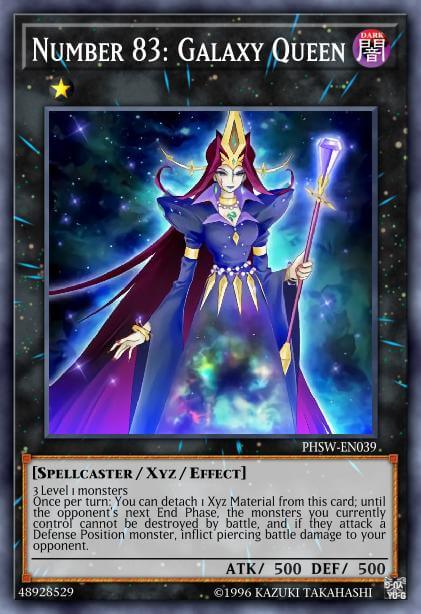 NUMBER 83: GALAXY QUEEN
DARK
闇
PHSW-EN039
[SPELLCASTER / XYZ / EFFECT]
3 Level 1 monsters
Once per turn: You can detach 1 Xyz Material from this card; until
the opponent's next End Phase, the monsters you currently
control cannot be destroyed by battle, and if they attack a
Defense Position monster, inflict piercing battle damage to your
opponent.
ATK/ 500 DEF/ 500
48928529 ©1996 KAZUKI TAKAHASHI